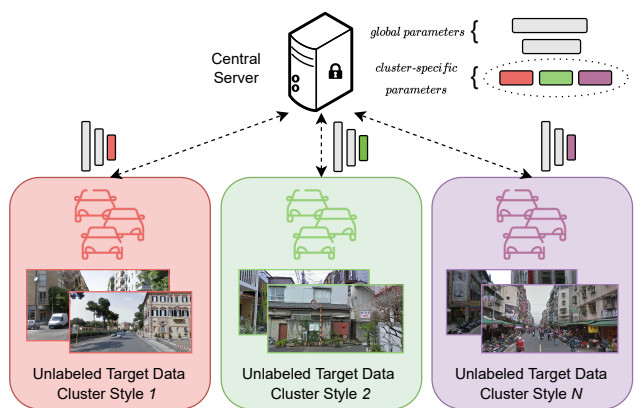 Central
Server
global parameters {
cluster-specific
parameters {
Unlabeled Target Data
Cluster Style 1
Unlabeled Target Data
Cluster Style 2
Unlabeled Target Data
Cluster Style N